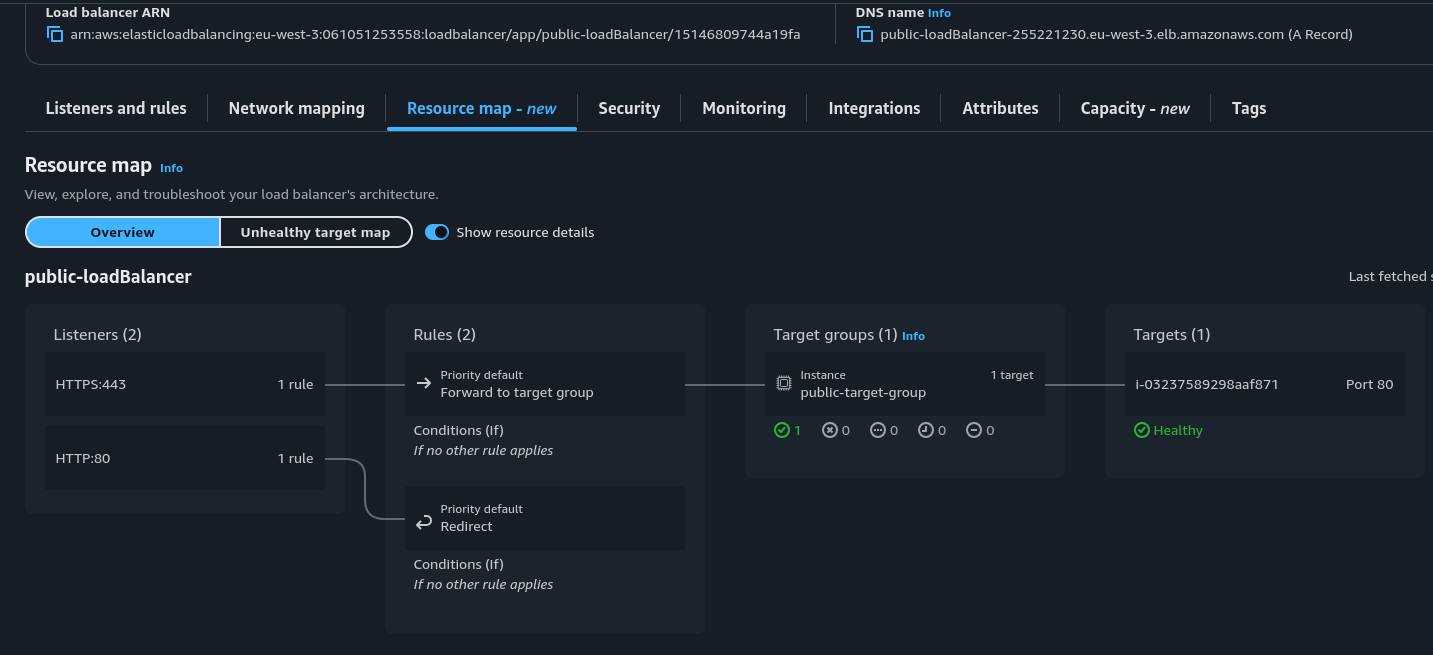 Load balancer ARN
arn:aws:elasticloadbalancing:eu-west-3:061051253558:loadbalancer/app/public-loadBalancer/15146809744a19fa
DNS name Info
public-loadBalancer-255221230.eu-west-3.elb.amazonaws.com (A Record)
Listeners and rules
Network mapping
Resource map - new
Security
Monitoring
Integrations
Attributes
Capacity - new
Tags
Resource map Info
View, explore, and troubleshoot your load balancer's architecture.
Overview
Unhealthy target map
Show resource details
public-loadBalancer
Last fetched
Listeners (2)
HTTPS:443 1 rule
HTTP:80 1 rule
Rules (2)
Priority default
Forward to target group
Conditions (If)
If no other rule applies
Priority default
Redirect
Conditions (If)
If no other rule applies
Target groups (1) Info
Instance 1 target
public-target-group
1 0 0 0 0
Targets (1)
i-03237589298aaf871 Port 80
Healthy